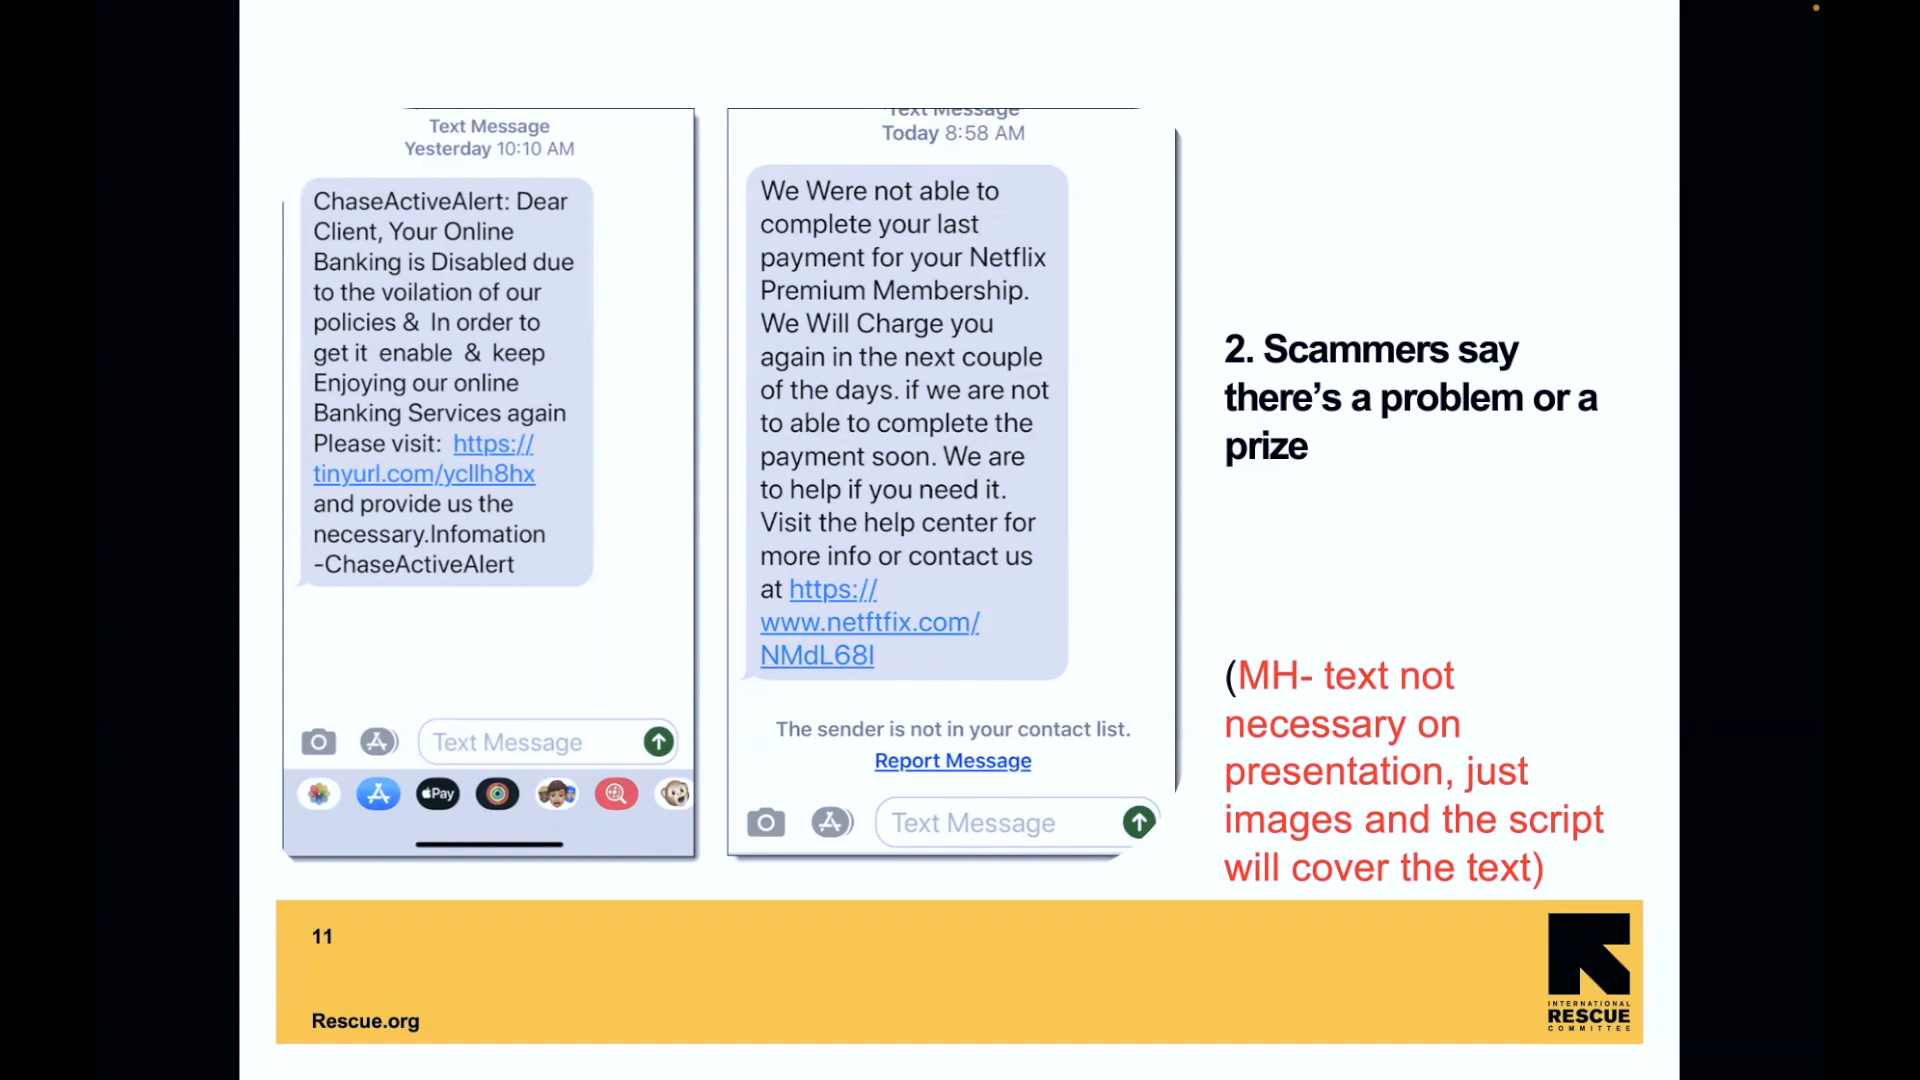 Text Message
Yesterday 10:10 AM
ChaseActiveAlert: Dear
Client, Your Online
Banking is Disabled due
to the voilation of our
policies &  In order to
get it  enable  &  keep
Enjoying our online
Banking Services again
Please visit:  https://
tinyurl.com/ycllh8hx
and provide us the
necessary.Infomation
-ChaseActiveAlert
Text Message
Pay
Text Message
Today 8:58 AM
We Were not able to
complete your last
payment for your Netflix
Premium Membership.
We Will Charge you
again in the next couple
of the days. if we are not
to able to complete the
payment soon. We are
to help if you need it.
Visit the help center for
more info or contact us
at https://
www.netftfix.com/
NMdL68I
The sender is not in your contact list.
Report Message
Text Message
2. Scammers say
there’s a problem or a
prize
(MH- text not
necessary on
presentation, just
images and the script
will cover the text)
11
Rescue.org
INTERNATIONAL
RESCUE
COMMITTEE